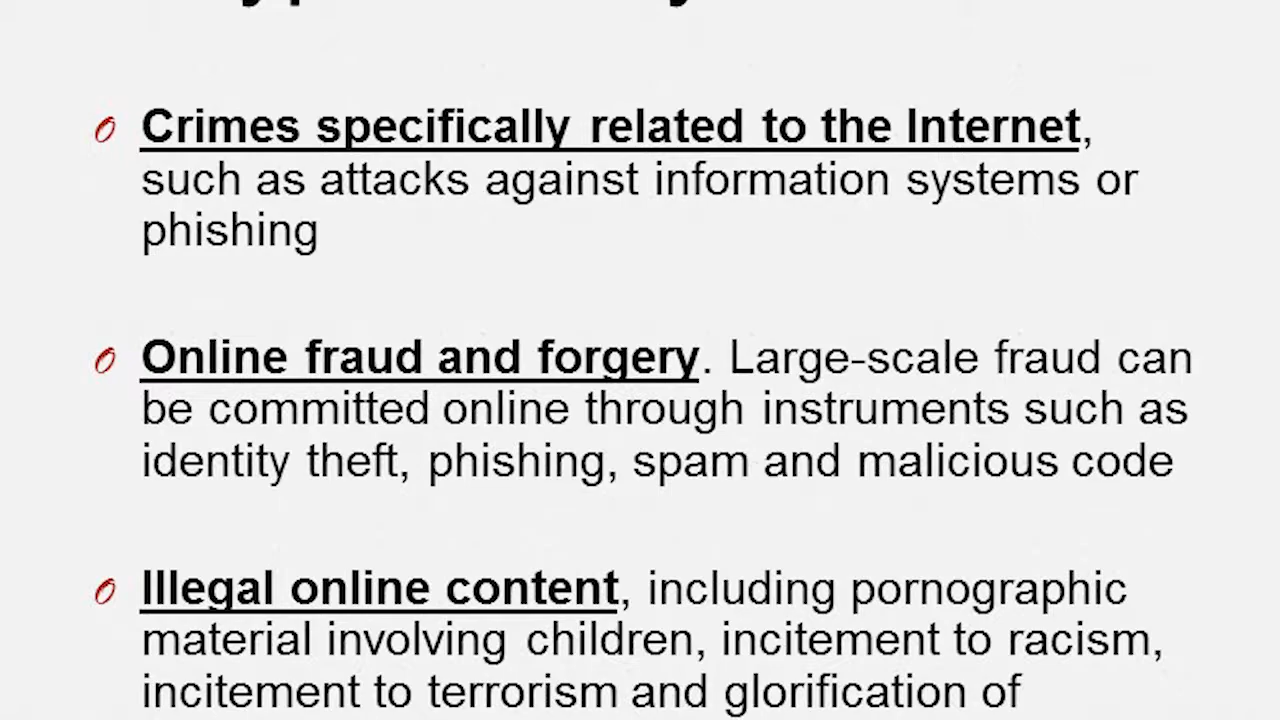 Crimes specifically related to the Internet,
such as attacks against information systems or
phishing
Online fraud and forgery. Large-scale fraud can
be committed online through instruments such as
identity theft, phishing, spam and malicious code
Illegal online content, including pornographic
material involving children, incitement to racism,
incitement to terrorism and glorification of